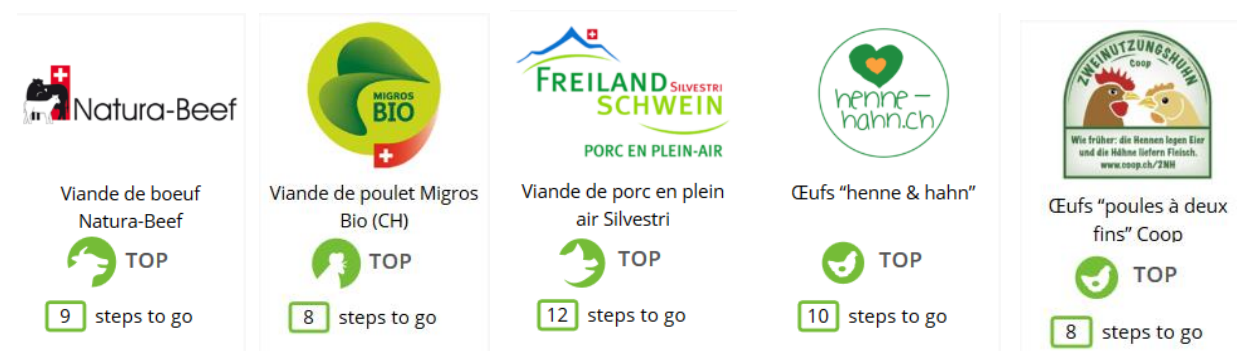 Natura-Beef
Viande de boeuf
Natura-Beef
TOP
9 steps to go
MIGROS
BIO
Viande de poulet Migros
Bio (CH)
TOP
8 steps to go
FREILAND SILVESTRI
SCHWEIN
PORC EN PLEIN-AIR
Viande de porc en plein
air Silvestri
TOP
12 steps to go
henne –
hahn.ch
Œufs “henne & hahn”
TOP
10 steps to go
ZWEINUTZUNGSHUHN
Coop
Wie früher: die Hennen legen Eier
und die Hähne liefern Fleisch.
www.coop.ch/2NH
Œufs “poules à deux
fins” Coop
TOP
8 steps to go